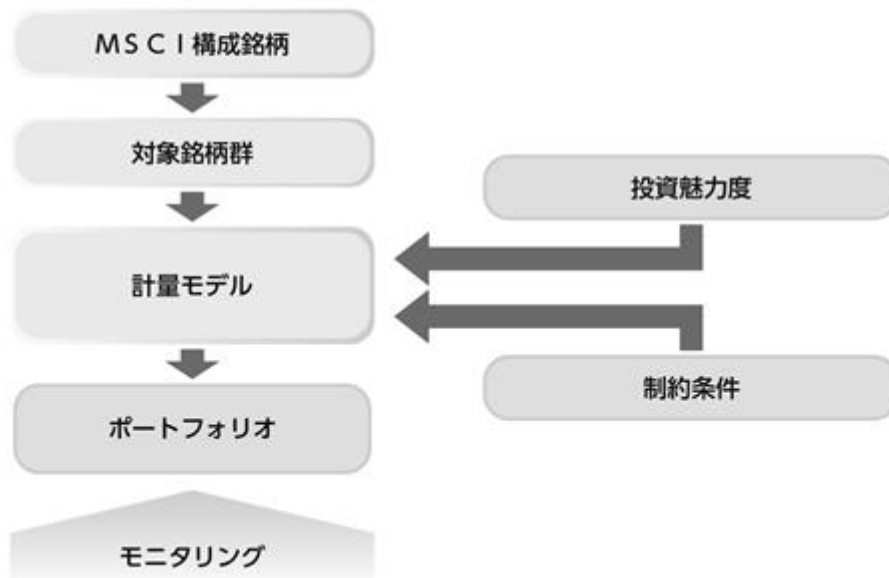 ＭＳＣＩ構成銘柄
対象銘柄群
投資魅力度
計量モデル
制約条件
ポートフォリオ
モニタリング